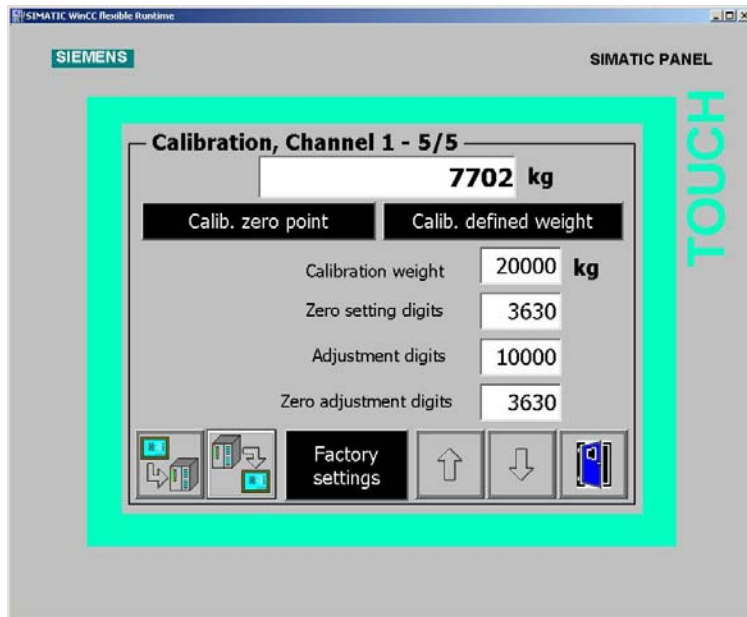 SIMATIC WinCC flexible Runtime
SIEMENS
SIMATIC PANEL
TOUCH
Calibration, Channel 1 - 5/5
7702 kg
Calib. zero point
Calib. defined weight
Calibration weight 20000 kg
Zero setting digits 3630
Adjustment digits 10000
Zero adjustment digits 3630
Factory
settings